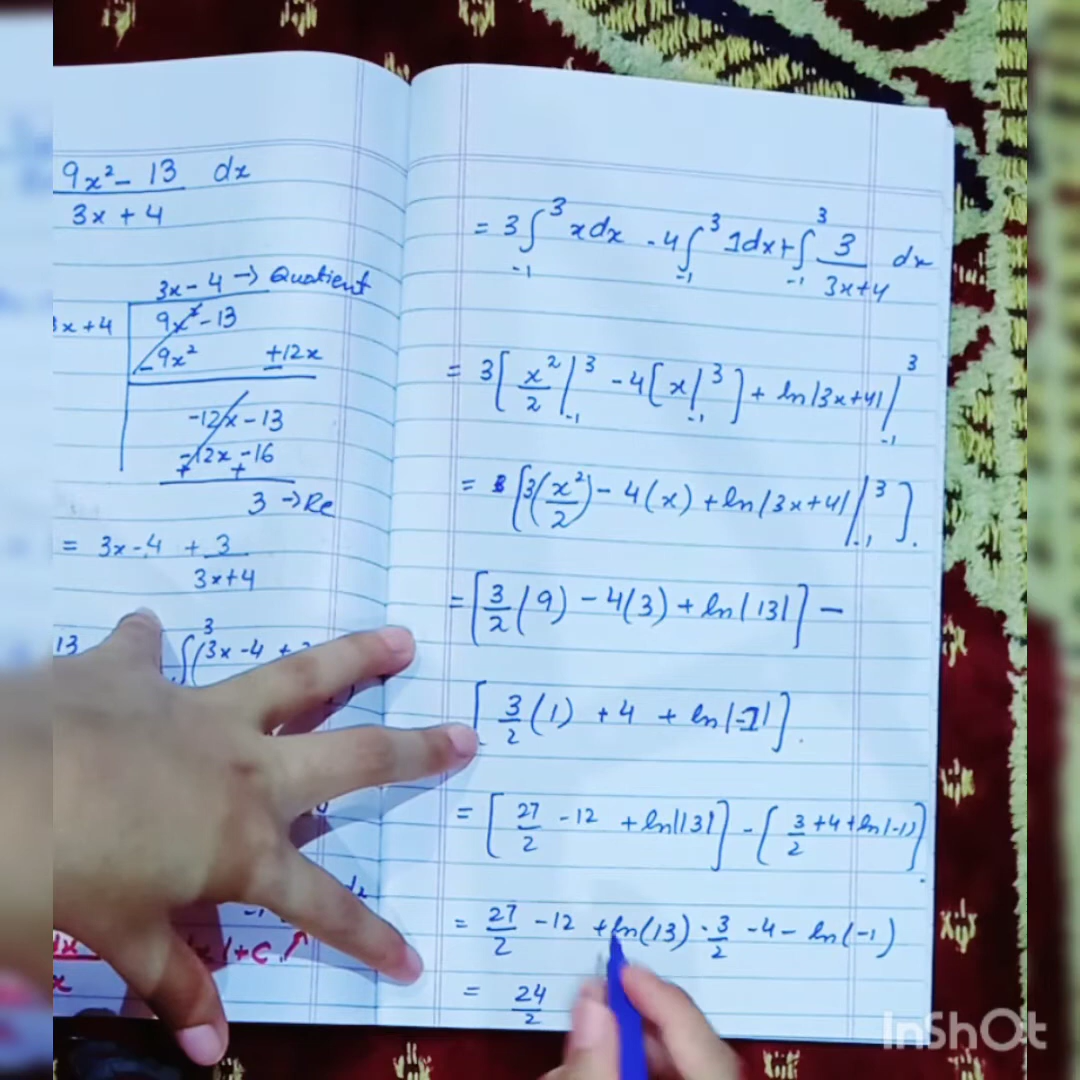 9x² - 13 dx
3x + 4
3x - 4 → Quotient
3x + 4
9x² - 13
-9x² +12x
-12x - 13
-12x - 16
+ +
3 → Re
= 3x - 4 + 3
3x + 4
13
∫(3x - 4 +
3
dx
+C
x
= 3∫ ³ x dx - 4∫ ³ 1dx + ∫ 3 3 dx
-1 -1 -1 3x+4
= 3[x²/2|³ - 4[x|³] + ln|3x+4||³
-1 -1 -1
= [3(x²/2) - 4(x) + ln|3x+4||³].
-1
= [3/2(9) - 4(3) + ln|13|] -
[3/2(1) + 4 + ln|-1|].
= [27/2 - 12 + ln|13|] - [3/2 + 4 + ln(-1)].
= 27/2 - 12 + ln(13) - 3/2 - 4 - ln(-1)
= 24/2
InShOt